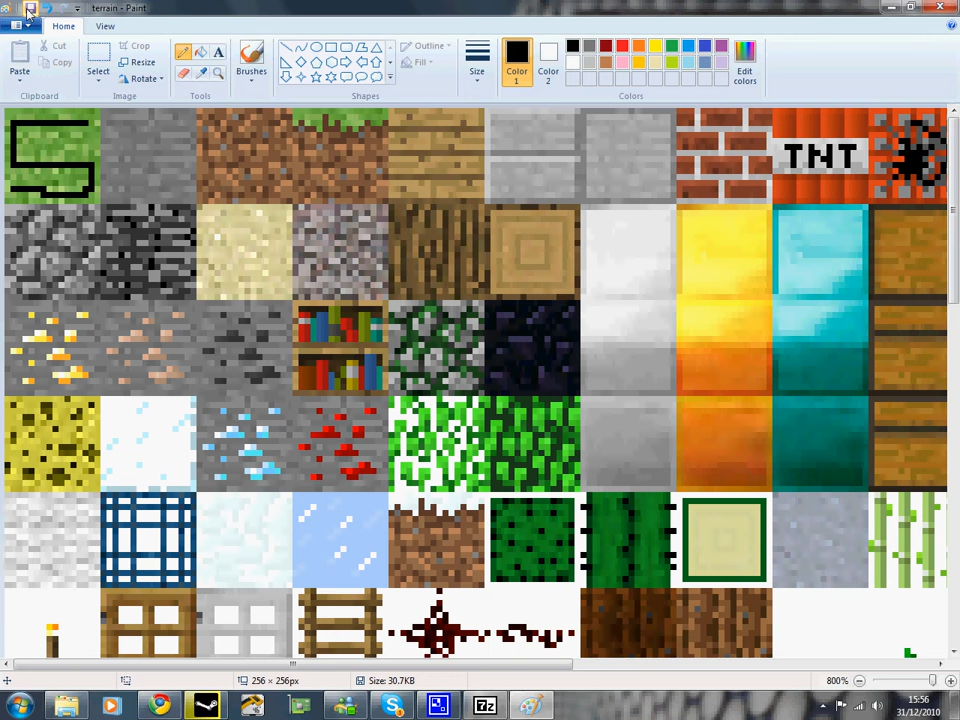 terrain - Paint
Home View
Cut
Copy
Paste
Clipboard
Select
Crop
Resize
Rotate
Image
A
Tools
Brushes
Outline
Fill
Shapes
Size
Color 1
Color 2
Edit colors
Colors
TNT
256 × 256px
Size: 30.7KB
800%
7z
15:56
31/12/2010